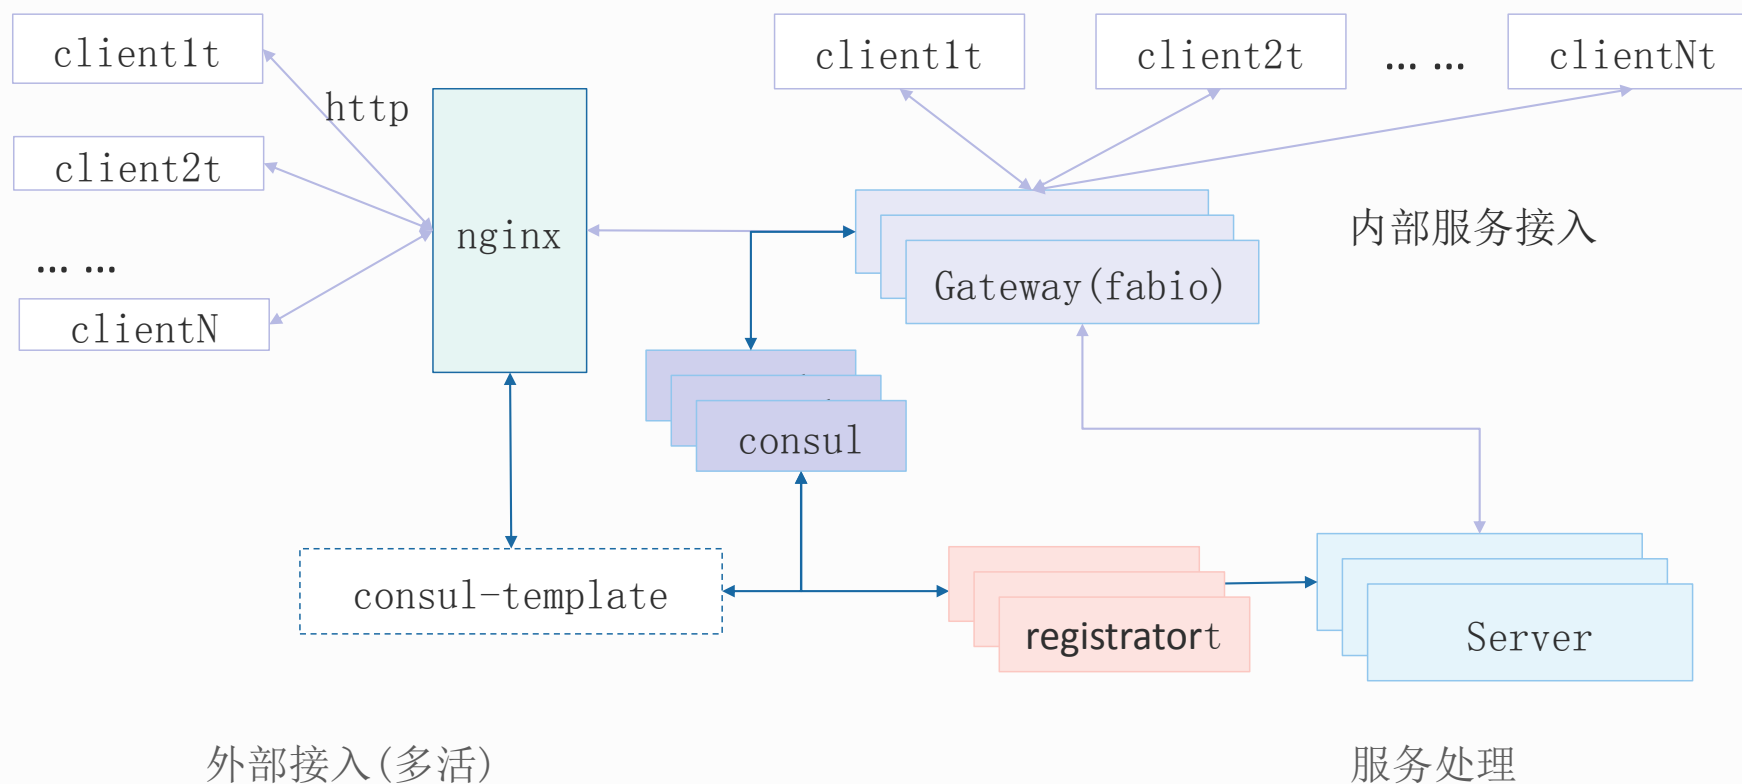 client1t
client2t
... ...
clientN
http
nginx
client1t
client2t
... ...
clientNt
内部服务接入
Gateway(fabio)
consul
consul-template
registratort
Server
外部接入(多活)
服务处理